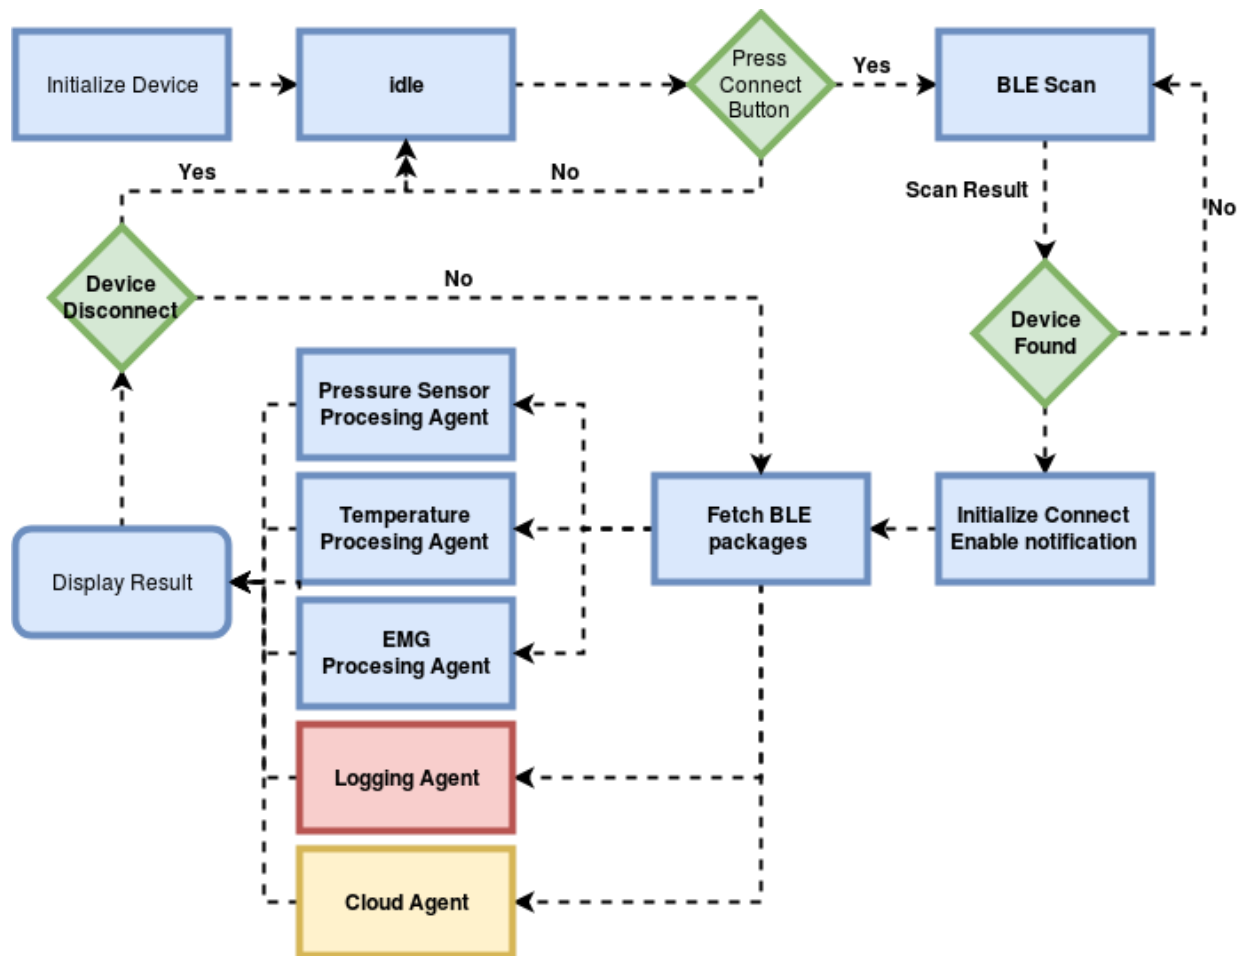 Initialize Device
idle
Press
Connect
Button
Yes
BLE Scan
Yes
No
Scan Result
No
Device
Disconnect
No
Device
Found
Pressure Sensor
Procesing Agent
Temperature
Procesing Agent
Fetch BLE
packages
Initialize Connect
Enable notification
Display Result
EMG
Procesing Agent
Logging Agent
Cloud Agent